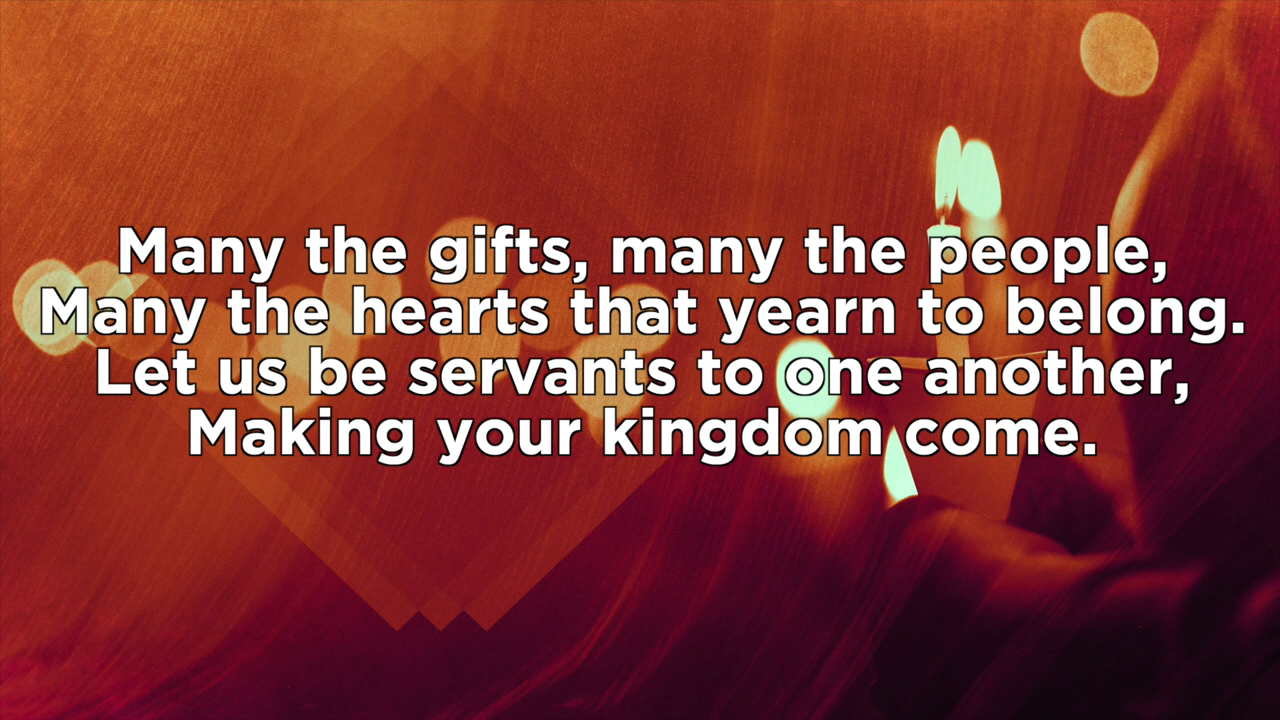 Many the gifts, many the people,
Many the hearts that yearn to belong.
Let us be servants to one another,
Making your kingdom come.